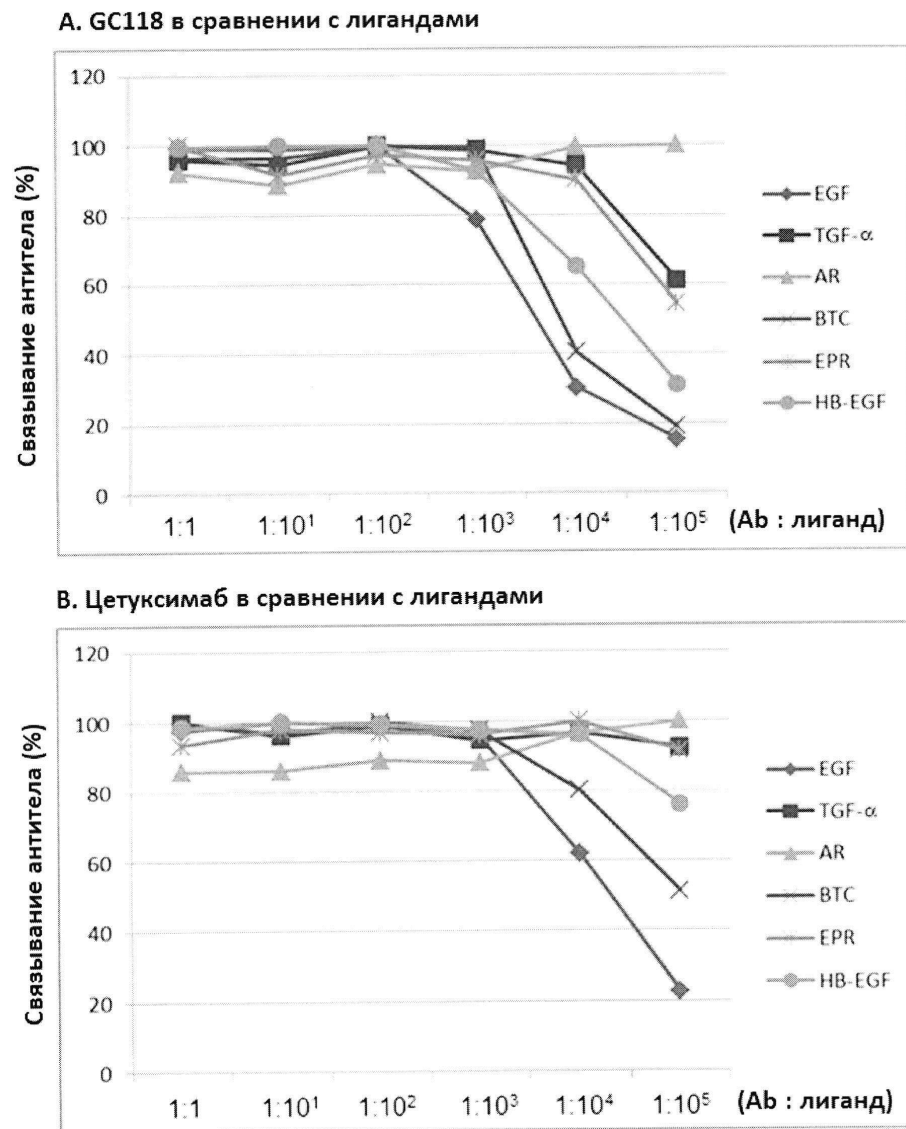 A. GC118 в сравнении с лигандами
120
100
80
60
40
20
0
Связывание антитела (%)
1:1 1:10¹ 1:10² 1:10³ 1:10⁴ 1:10⁵ (Ab : лиганд)
EGF
TGF-α
AR
BTC
EPR
HB-EGF
B. Цетуксимаб в сравнении с лигандами
120
100
80
60
40
20
0
Связывание антитела (%)
1:1 1:10¹ 1:10² 1:10³ 1:10⁴ 1:10⁵ (Ab : лиганд)
EGF
TGF-α
AR
BTC
EPR
HB-EGF